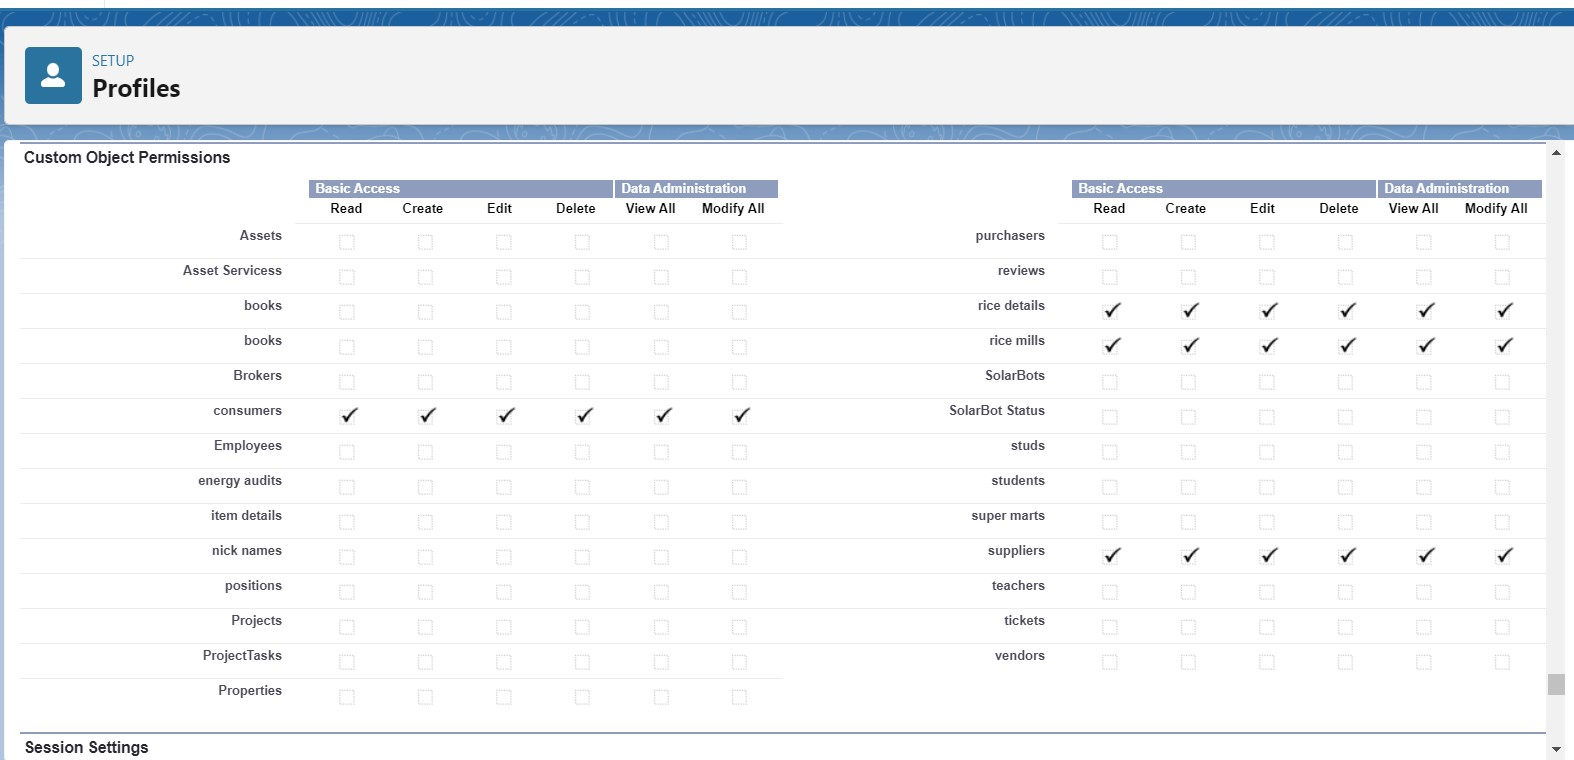 SETUP
Profiles
Custom Object Permissions
Basic Access Data Administration Basic Access Data Administration
Read Create Edit Delete View All Modify All Read Create Edit Delete View All Modify All
Assets purchasers
Asset Servicess reviews
books rice details
books rice mills
Brokers SolarBots
consumers SolarBot Status
Employees studs
energy audits students
item details super marts
nick names suppliers
positions teachers
Projects tickets
ProjectTasks vendors
Properties
Session Settings